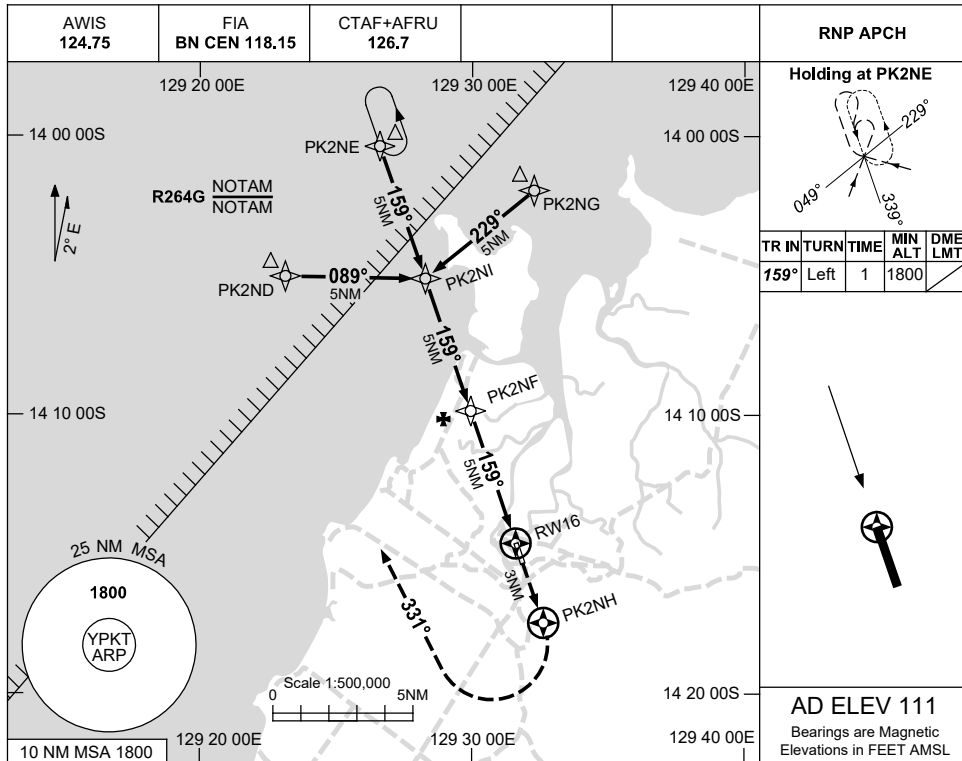 AWIS
124.75
FIA
BN CEN 118.15
CTAF+AFRU
126.7
RNP APCH
129 20 00E
129 30 00E
129 40 00E
Holding at PK2NE
229°
049°
339°
TR IN TURN TIME MIN ALT DME LMT
159° Left 1 1800
14 00 00S
14 00 00S
PK2NE
R264G NOTAM
NOTAM
2° E
159°
5NM
PK2NG
229°
5NM
PK2ND
089°
5NM
PK2NI
159°
5NM
14 10 00S
14 10 00S
PK2NF
159°
5NM
RW16
3NM
PK2NH
331°
25 NM MSA
1800
YPKT
ARP
Scale 1:500,000
0 5NM
14 20 00S
10 NM MSA 1800
129 20 00E
129 30 00E
129 40 00E
AD ELEV 111
Bearings are Magnetic
Elevations in FEET AMSL